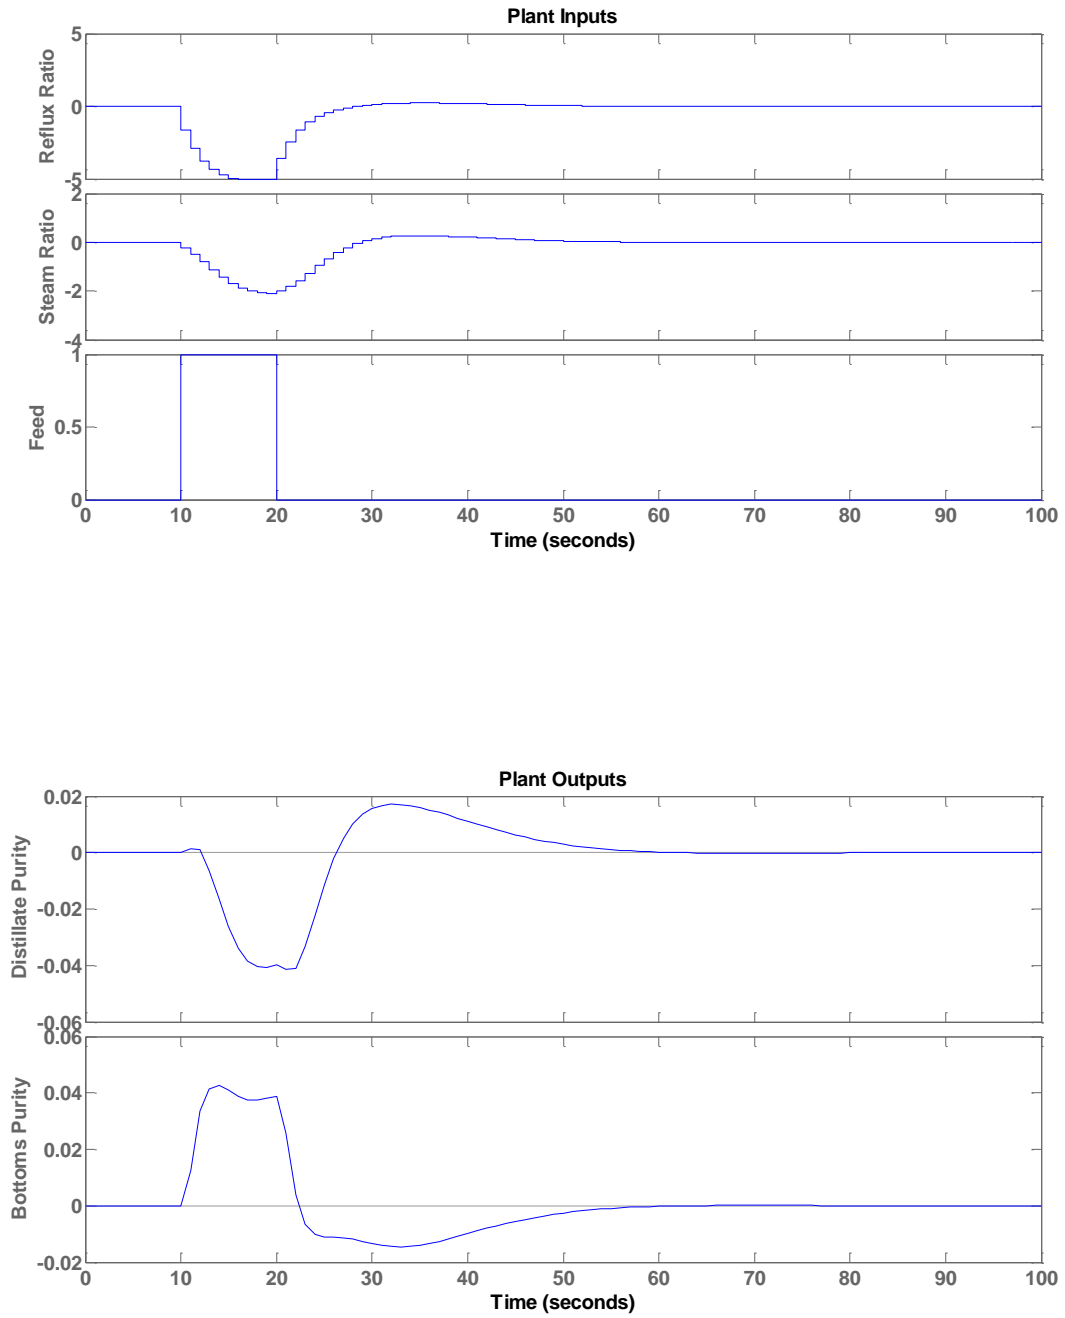 Plant Inputs
5
0
-5
Reflux Ratio
2
0
-2
-4
Steam Ratio
1
0.5
0
Feed
0 10 20 30 40 50 60 70 80 90 100
Time (seconds)
Plant Outputs
0.02
0
-0.02
-0.04
-0.06
Distillate Purity
0.06
0.04
0.02
0
-0.02
Bottoms Purity
0 10 20 30 40 50 60 70 80 90 100
Time (seconds)